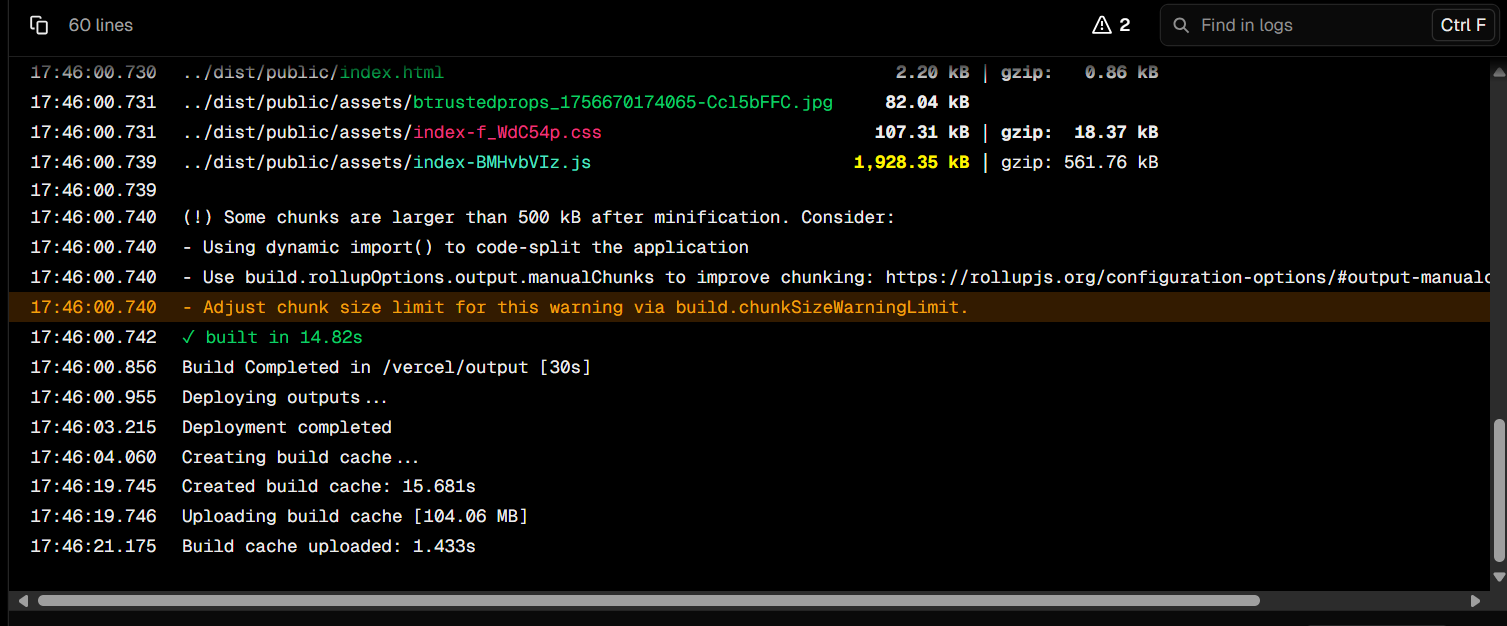 60 lines
2
Find in logs
Ctrl F
17:46:00.730 ../dist/public/index.html 2.20 kB | gzip: 0.86 kB
17:46:00.731 ../dist/public/assets/btrustedprops_1756670174065-Ccl5bFFC.jpg 82.04 kB
17:46:00.731 ../dist/public/assets/index-f_WdC54p.css 107.31 kB | gzip: 18.37 kB
17:46:00.739 ../dist/public/assets/index-BMHvbVIz.js 1,928.35 kB | gzip: 561.76 kB
17:46:00.739
17:46:00.740 (!) Some chunks are larger than 500 kB after minification. Consider:
17:46:00.740 - Using dynamic import() to code-split the application
17:46:00.740 - Use build.rollupOptions.output.manualChunks to improve chunking: https://rollupjs.org/configuration-options/#output-manualc
17:46:00.740 - Adjust chunk size limit for this warning via build.chunkSizeWarningLimit.
17:46:00.742 ✓ built in 14.82s
17:46:00.856 Build Completed in /vercel/output [30s]
17:46:00.955 Deploying outputs...
17:46:03.215 Deployment completed
17:46:04.060 Creating build cache...
17:46:19.745 Created build cache: 15.681s
17:46:19.746 Uploading build cache [104.06 MB]
17:46:21.175 Build cache uploaded: 1.433s